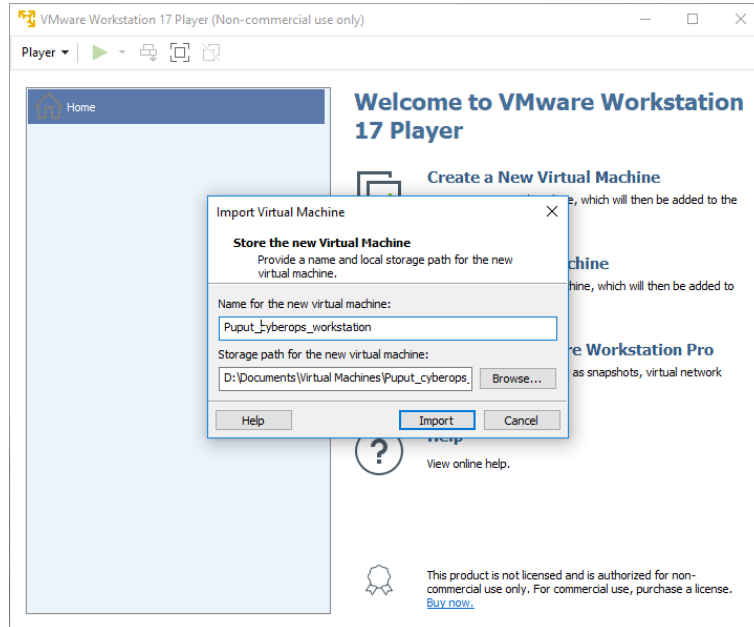 VMware Workstation 17 Player (Non-commercial use only)
Player
Home
Welcome to VMware Workstation
17 Player
Create a New Virtual Machine
, which will then be added to the
chine
hine, which will then be added to
re Workstation Pro
as snapshots, virtual network
Help
View online help.
This product is not licensed and is authorized for non-
commercial use only. For commercial use, purchase a license.
Buy now.
Import Virtual Machine
Store the new Virtual Machine
Provide a name and local storage path for the new
virtual machine.
Name for the new virtual machine:
Puput_cyberops_workstation
Storage path for the new virtual machine:
D:\Documents\Virtual Machines\Puput_cyberops_
Browse...
Help
Import
Cancel